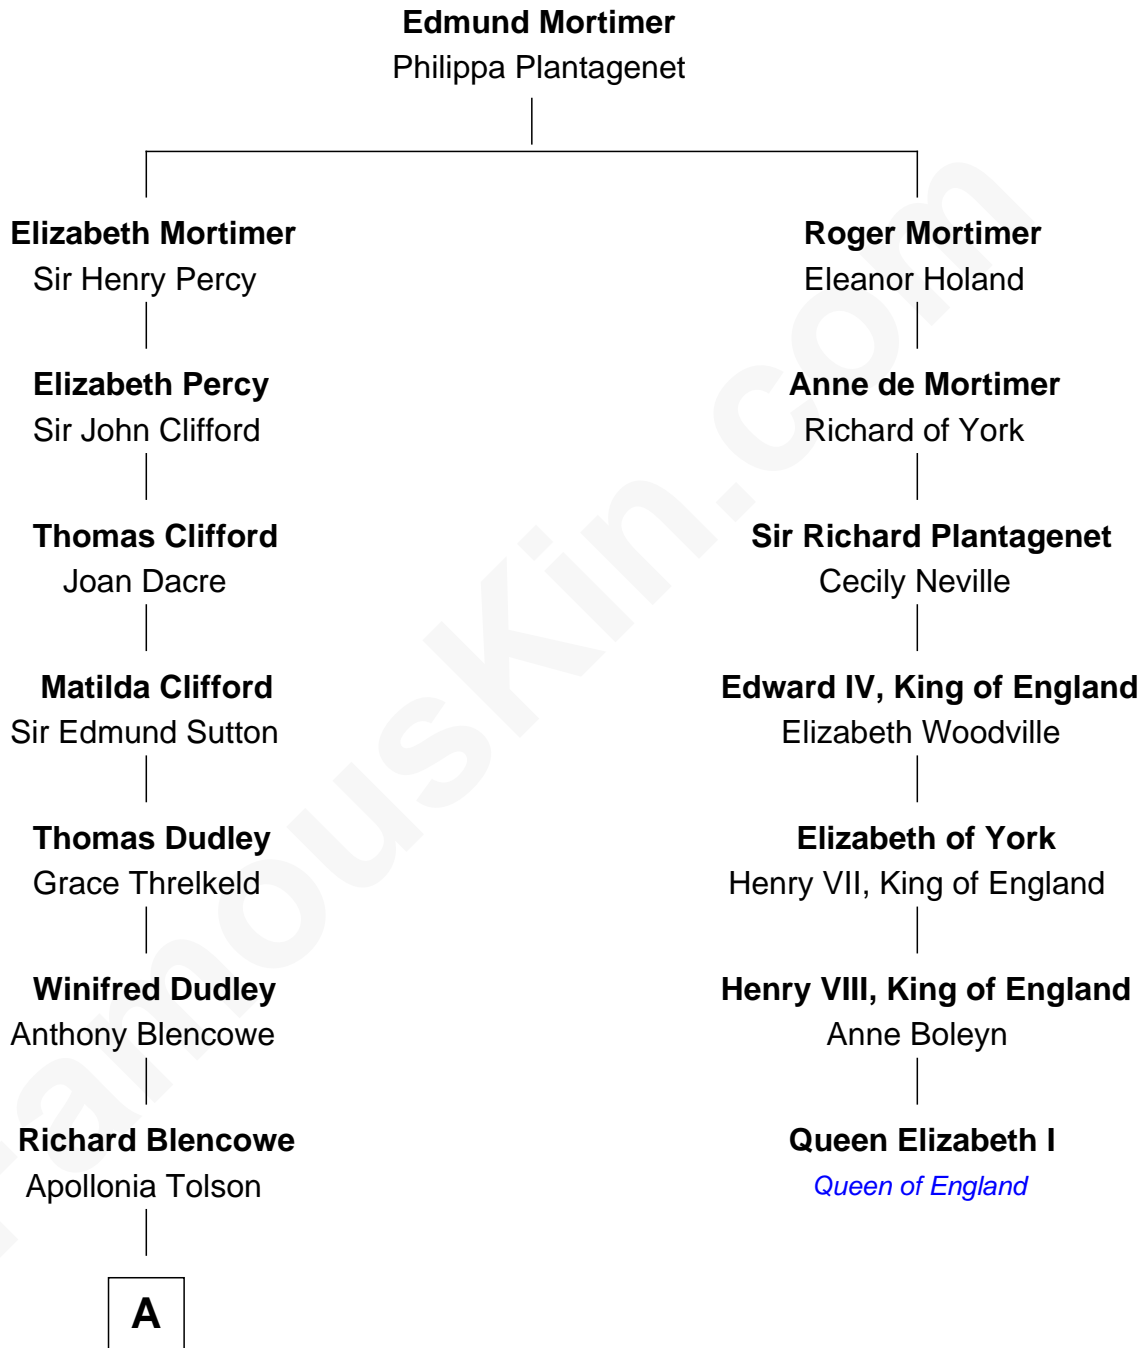 Edmund Mortimer
Philippa Plantagenet
Elizabeth Mortimer
Sir Henry Percy
Roger Mortimer
Eleanor Holand
Elizabeth Percy
Sir John Clifford
Anne de Mortimer
Richard of York
Thomas Clifford
Joan Dacre
Sir Richard Plantagenet
Cecily Neville
Matilda Clifford
Sir Edmund Sutton
Edward IV, King of England
Elizabeth Woodville
Thomas Dudley
Grace Threlkeld
Elizabeth of York
Henry VII, King of England
Winifred Dudley
Anthony Blencowe
Henry VIII, King of England
Anne Boleyn
Richard Blencowe
Apollonia Tolson
Queen Elizabeth I
Queen of England
A
FamousKin.com